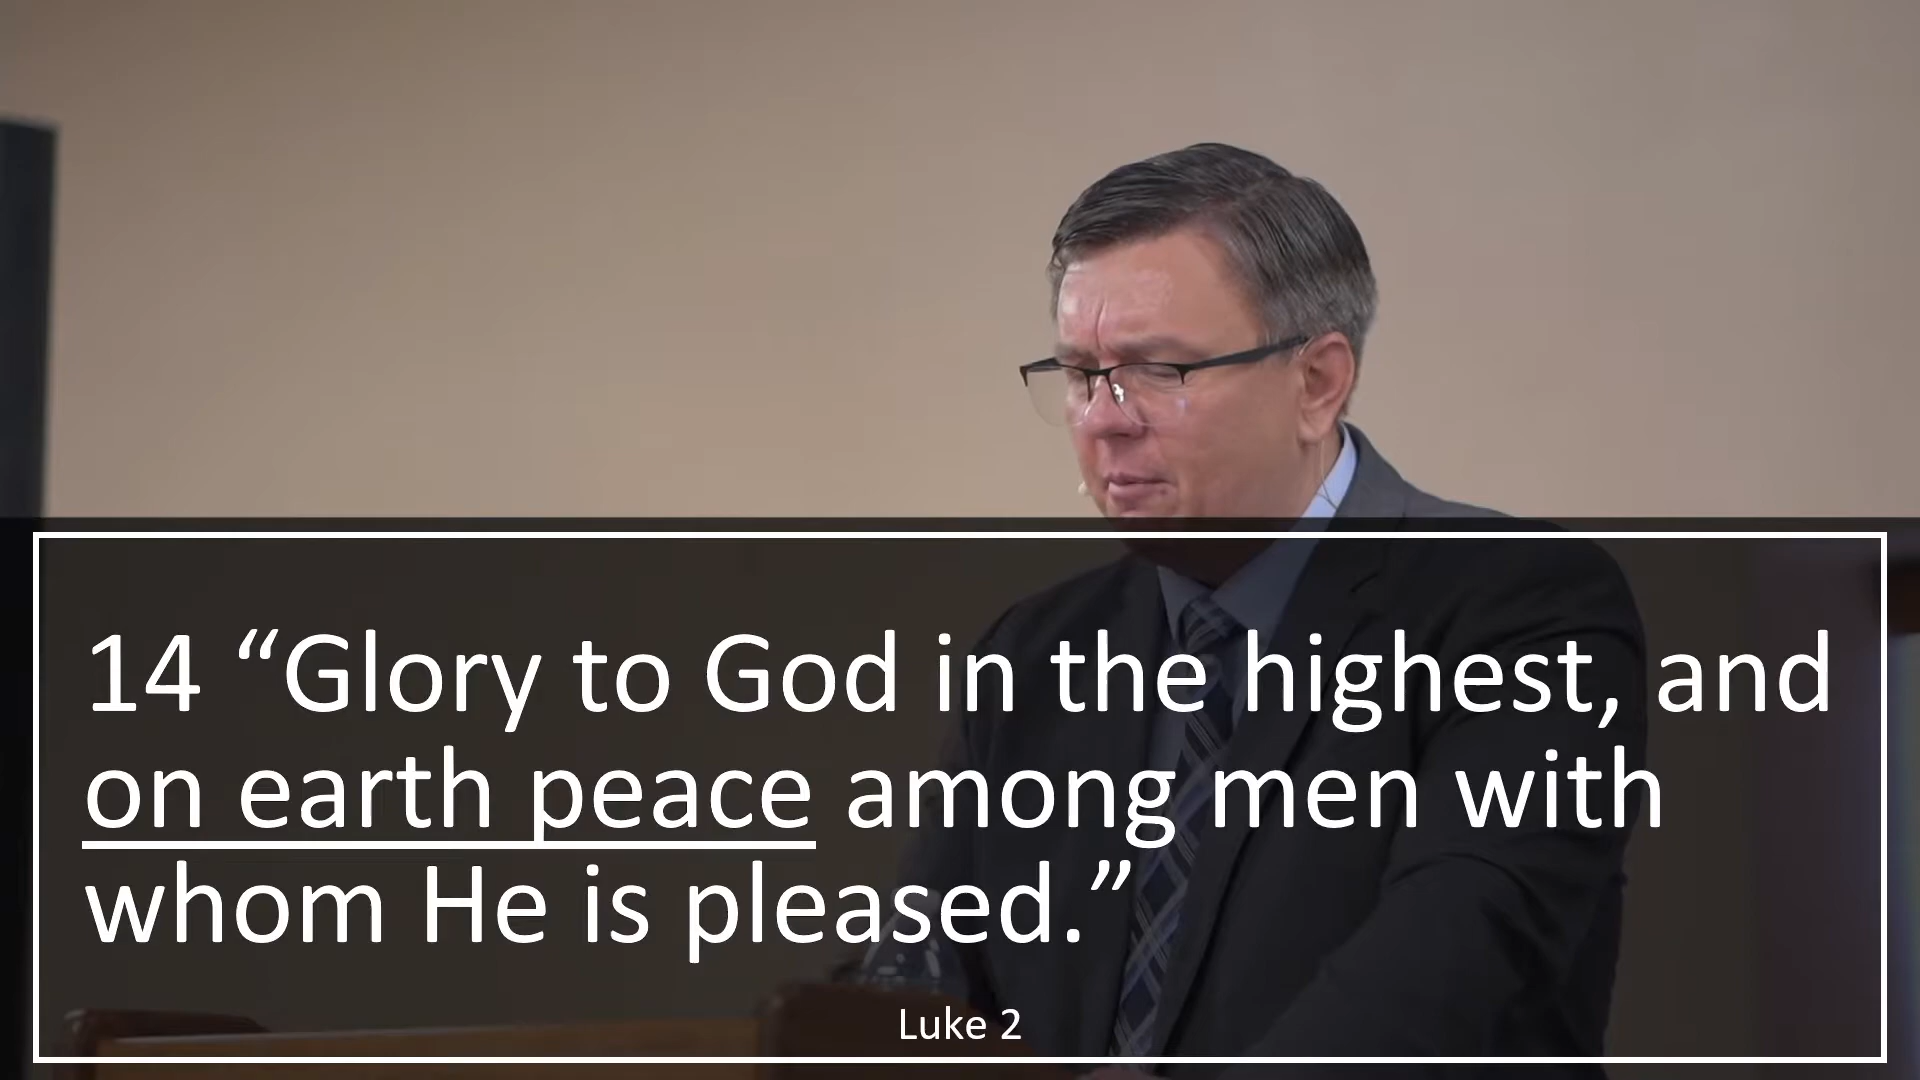 14 “Glory to God in the highest, and
on earth peace among men with
whom He is pleased.”
Luke 2